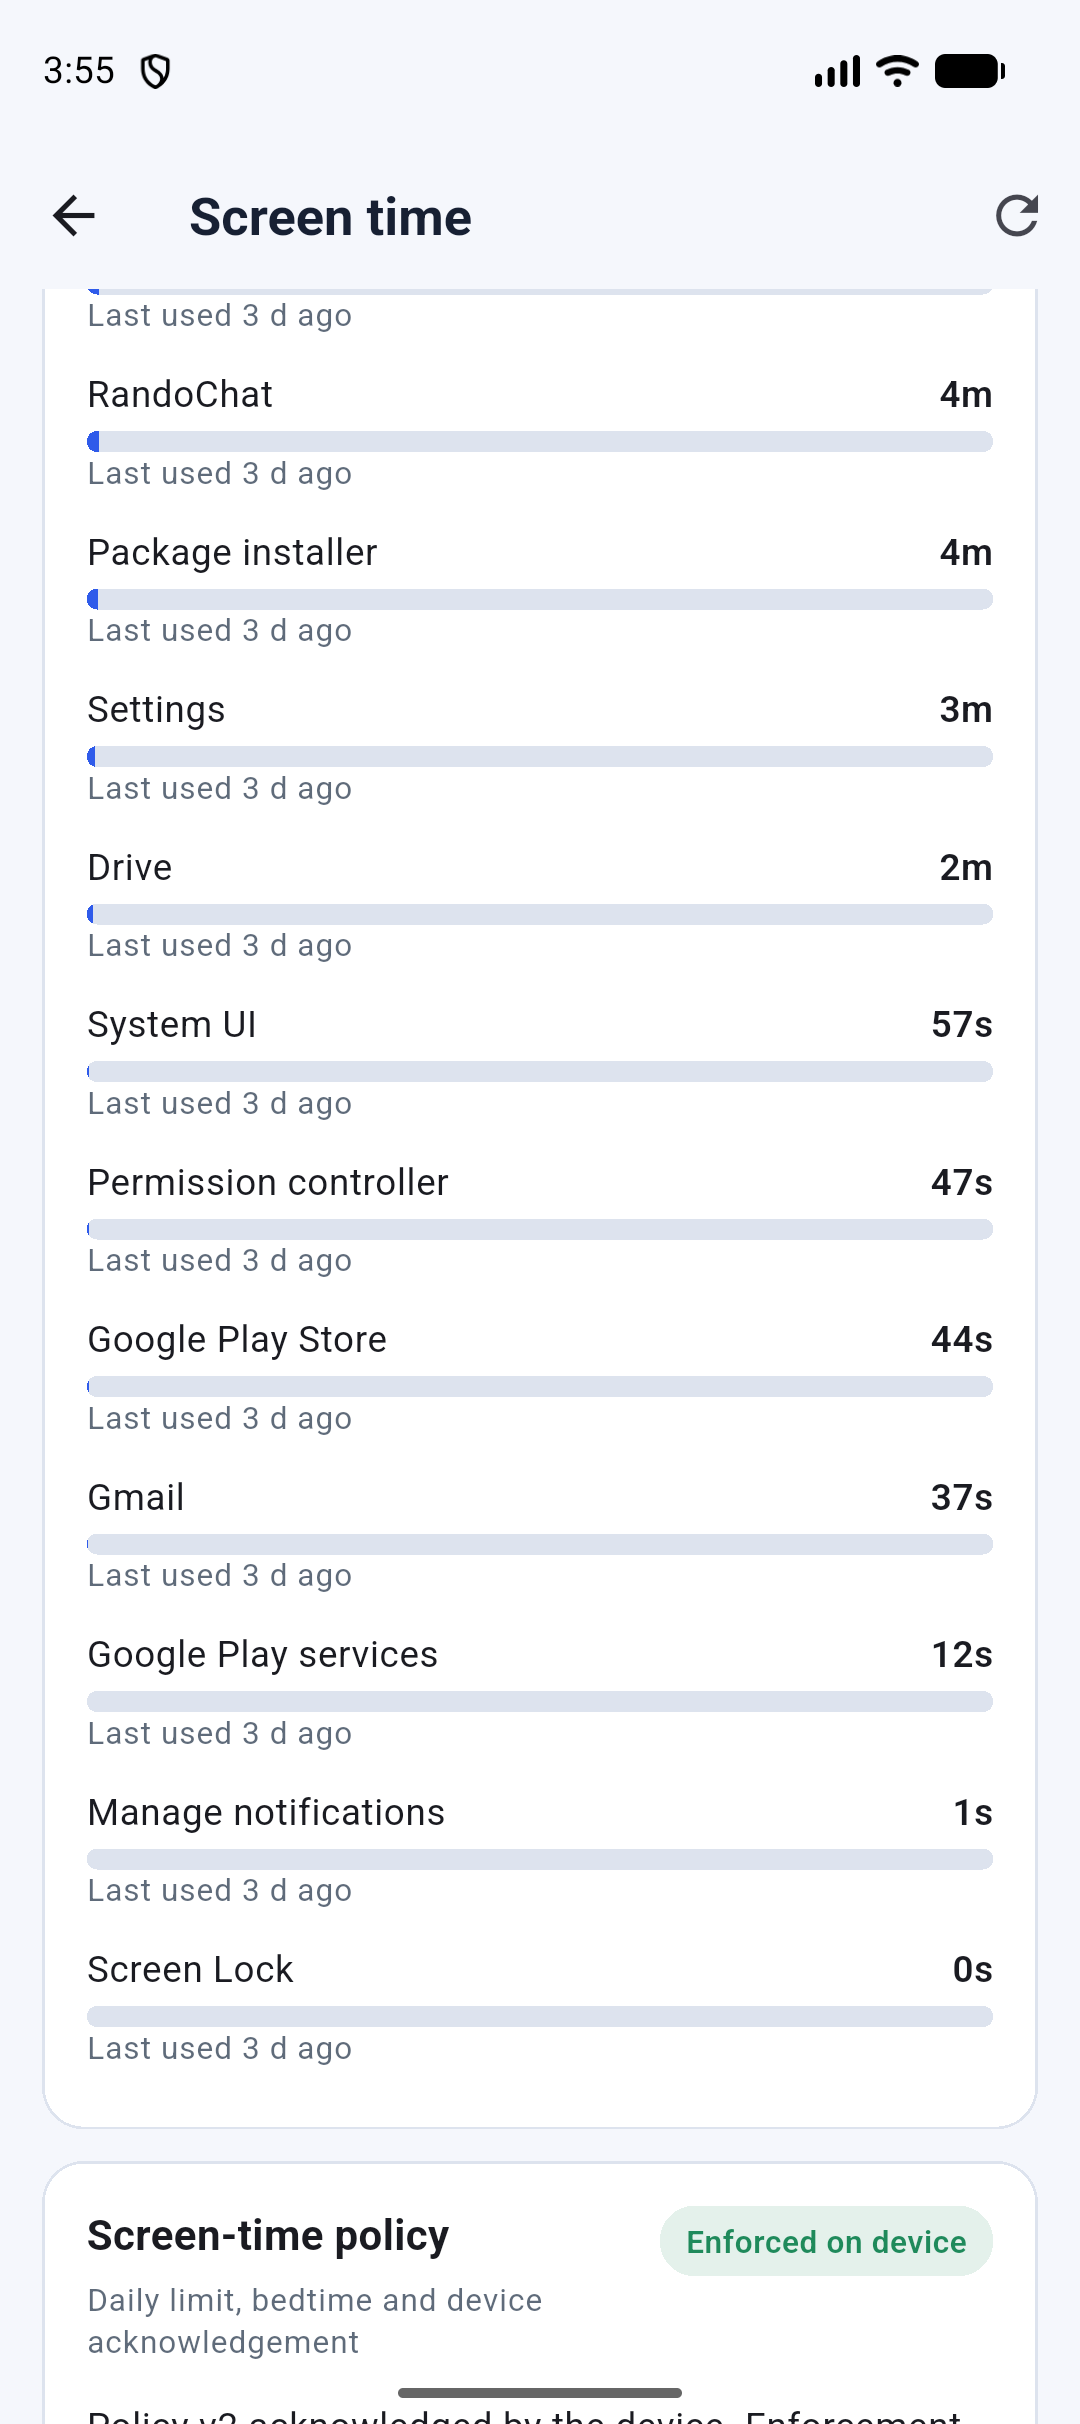 3:55
Screen time
Last used 3 d ago
RandoChat 4m
Last used 3 d ago
Package installer 4m
Last used 3 d ago
Settings 3m
Last used 3 d ago
Drive 2m
Last used 3 d ago
System UI 57s
Last used 3 d ago
Permission controller 47s
Last used 3 d ago
Google Play Store 44s
Last used 3 d ago
Gmail 37s
Last used 3 d ago
Google Play services 12s
Last used 3 d ago
Manage notifications 1s
Last used 3 d ago
Screen Lock 0s
Last used 3 d ago
Screen-time policy Enforced on device
Daily limit, bedtime and device
acknowledgement
acknowledged by the device. Enforcement